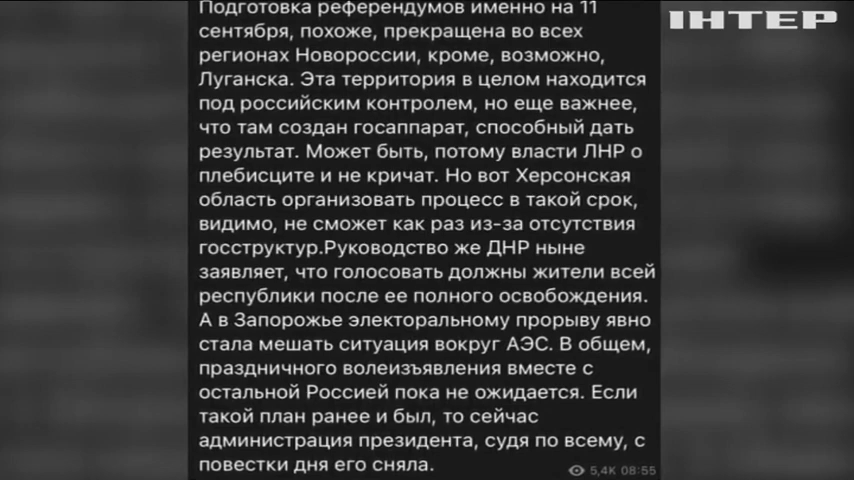 Подготовка референдумов именно на 11
сентября, похоже, прекращена во всех
регионах Новороссии, кроме, возможно,
Луганска. Эта территория в целом находится
под российским контролем, но еще важнее,
что там создан госаппарат, способный дать
результат. Может быть, потому власти ЛНР о
плебисците и не кричат. Но вот Херсонская
область организовать процесс в такой срок,
видимо, не сможет как раз из-за отсутствия
госструктур.Руководство же ДНР ныне
заявляет, что голосовать должны жители всей
республики после ее полного освобождения.
А в Запорожье электоральному прорыву явно
стала мешать ситуация вокруг АЭС. В общем,
праздничного волеизъявления вместе с
остальной Россией пока не ожидается. Если
такой план ранее и был, то сейчас
администрация президента, судя по всему, с
повестки дня его сняла.
5,4K 08:55
ІНТЕР